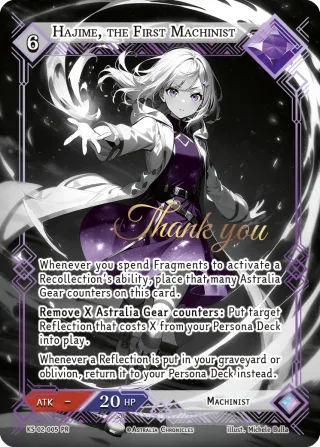 6
Hajime, the First Machinist
Thank you
Whenever you spend Fragments to activate a
Recollection's ability, place that many Astralia
Gear counters on this card.
Remove X Astralia Gear counters: Put target
Reflection that costs X from your Persona Deck
into play.
Whenever a Reflection is put in your graveyard or
oblivion, return it to your Persona Deck instead.
ATK - 20 HP Machinist
KS 02-005 PR ©Astralia Chronicles Illust. Michele Bella